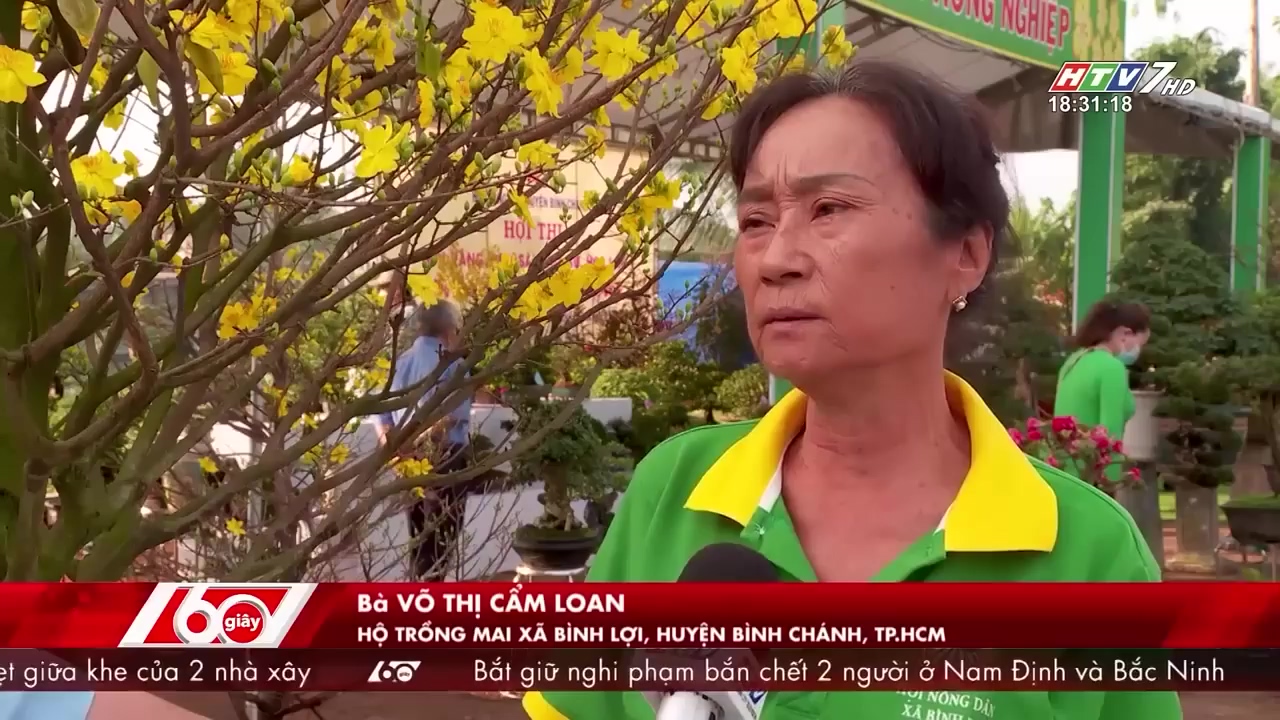 NÔNG NGHIỆP
HTV7 HD
18:31:18
HỘI THI
60 giây
Bà VÕ THỊ CẨM LOAN
HỘ TRỒNG MAI XÃ BÌNH LỢI, HUYỆN BÌNH CHÁNH, TP.HCM
giữa khe của 2 nhà xây 60 giây Bắt giữ nghi phạm bắn chết 2 người ở Nam Định và Bắc Ninh
HỘI NÔNG DÂN
XÃ BÌNH